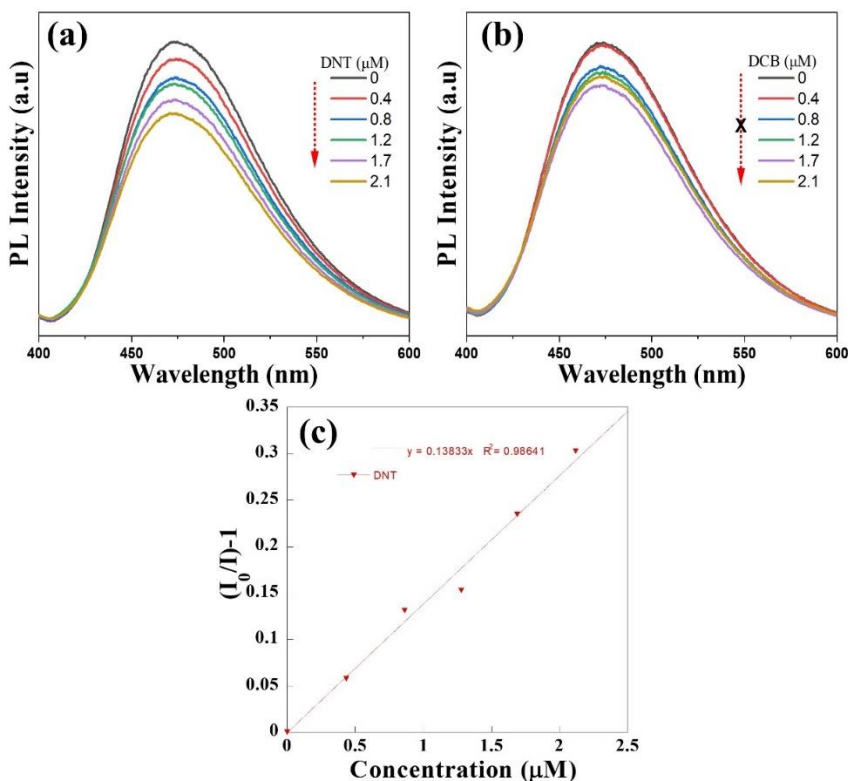 (a)
DNT (μM)
0
0.4
0.8
1.2
1.7
2.1
PL Intensity (a.u)
400 450 500 550 600
Wavelength (nm)
(b)
DCB (μM)
0
0.4
X
0.8
1.2
1.7
2.1
PL Intensity (a.u)
400 450 500 550 600
Wavelength (nm)
(c)
y = 0.13833x R²= 0.98641
DNT
(I₀/I)-1
0.35
0.3
0.25
0.2
0.15
0.1
0.05
0
0 0.5 1 1.5 2 2.5
Concentration (μM)